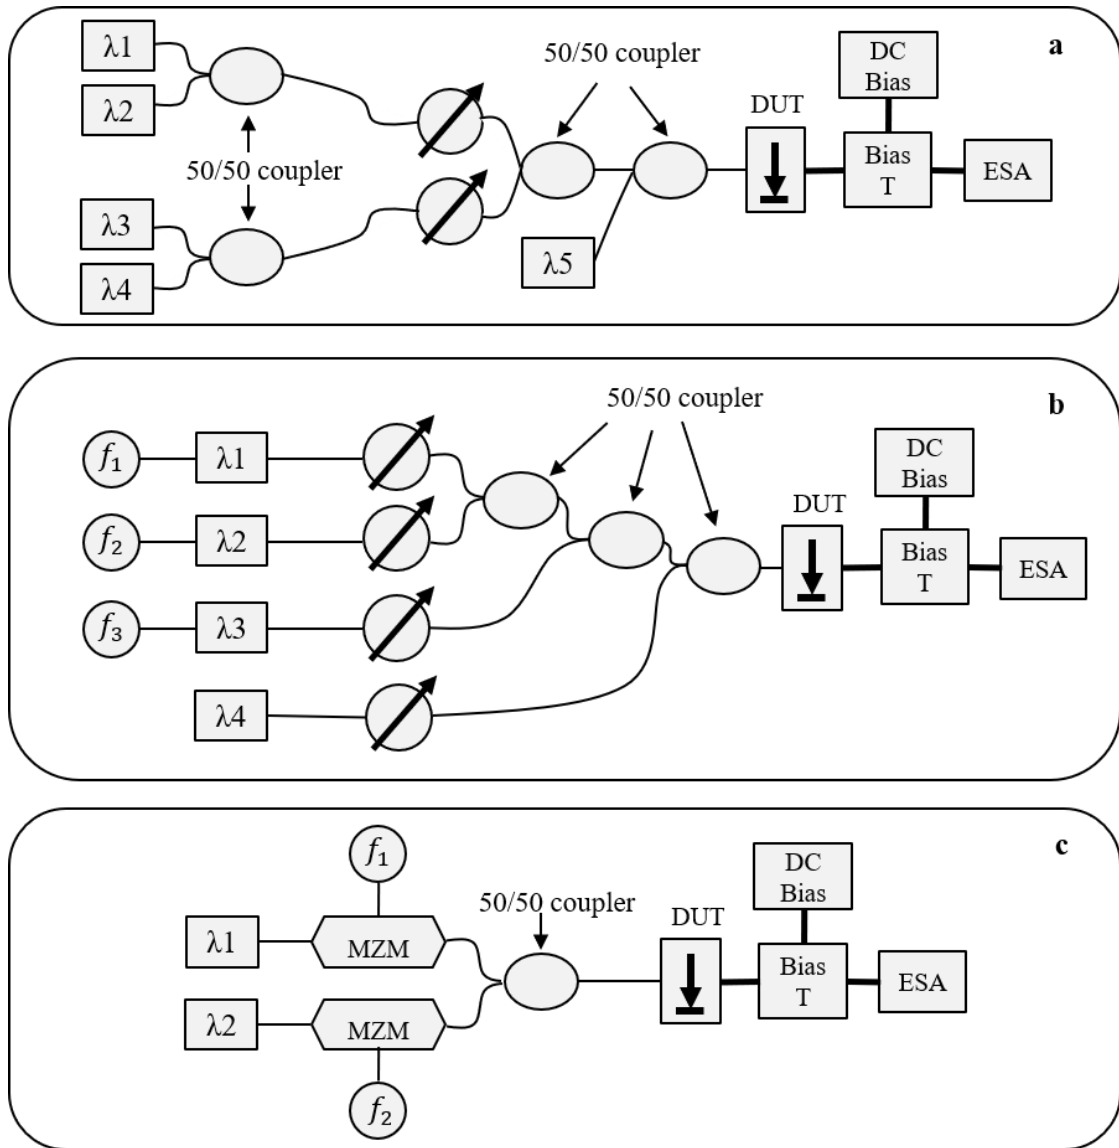 a
λ1
λ2
50/50 coupler
λ3
λ4
50/50 coupler
λ5
DUT
DC
Bias
Bias
T
ESA
b
50/50 coupler
f₁
λ1
f₂
λ2
f₃
λ3
λ4
DUT
DC
Bias
Bias
T
ESA
c
f₁
λ1
MZM
50/50 coupler
λ2
MZM
f₂
DUT
DC
Bias
Bias
T
ESA